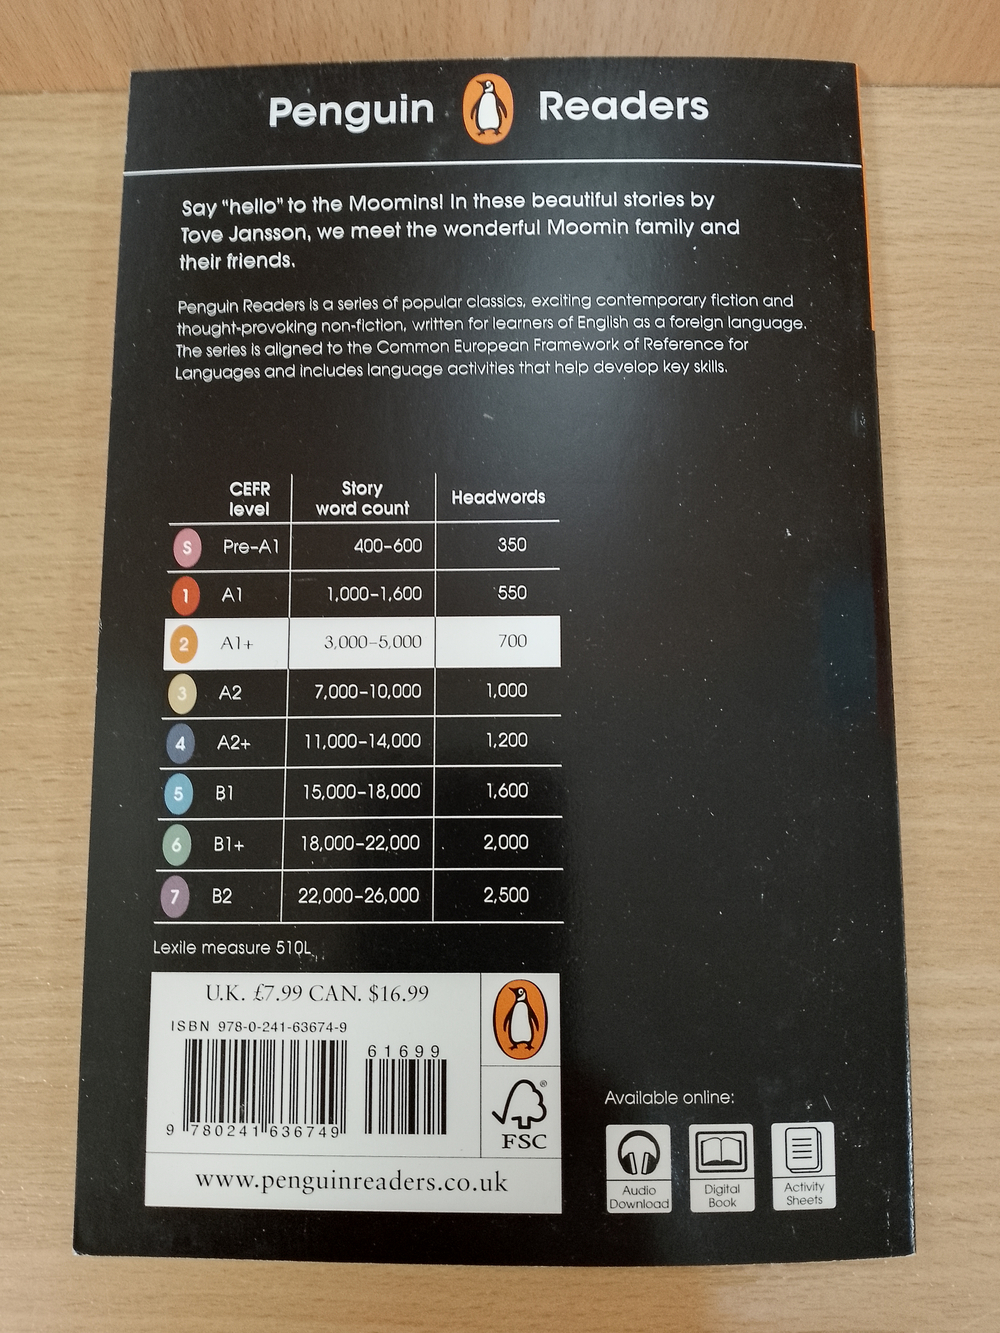 Penguin Readers
Say "hello" to the Moomins! In these beautiful stories by
Tove Jansson, we meet the wonderful Moomin family and
their friends.
Penguin Readers is a series of popular classics, exciting contemporary fiction and
thought-provoking non-fiction, written for learners of English as a foreign language.
The series is aligned to the Common European Framework of Reference for
Languages and includes language activities that help develop key skills.
CEFR level Story word count Headwords
S Pre-A1 400-600 350
1 A1 1,000-1,600 550
2 A1+ 3,000-5,000 700
3 A2 7,000-10,000 1,000
4 A2+ 11,000-14,000 1,200
5 B1 15,000-18,000 1,600
6 B1+ 18,000-22,000 2,000
7 B2 22,000-26,000 2,500
Lexile measure 510L
U.K. £7.99 CAN. $16.99
ISBN 978-0-241-63674-9
61699
9 780241 636749
® FSC
www.penguinreaders.co.uk
Available online:
Audio Download
Digital Book
Activity Sheets